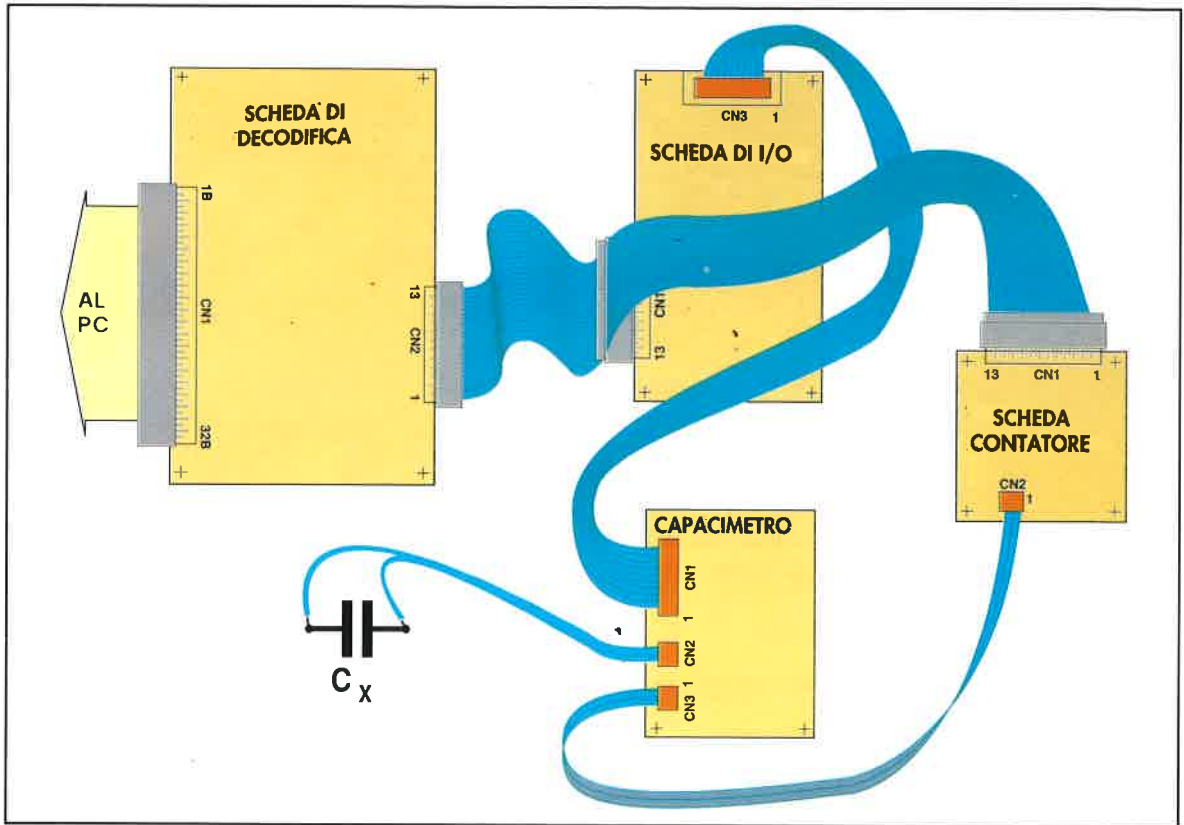 SCHEDA DI
DECODIFICA
1B
CN1
32B
AL
PC
13
CN2
1
CN3 1
SCHEDA DI I/O
CN1
13
13 CN1 1
SCHEDA
CONTATORE
CN2
1
CAPACIMETRO
CN1
1
CN2
1
CN3
C X